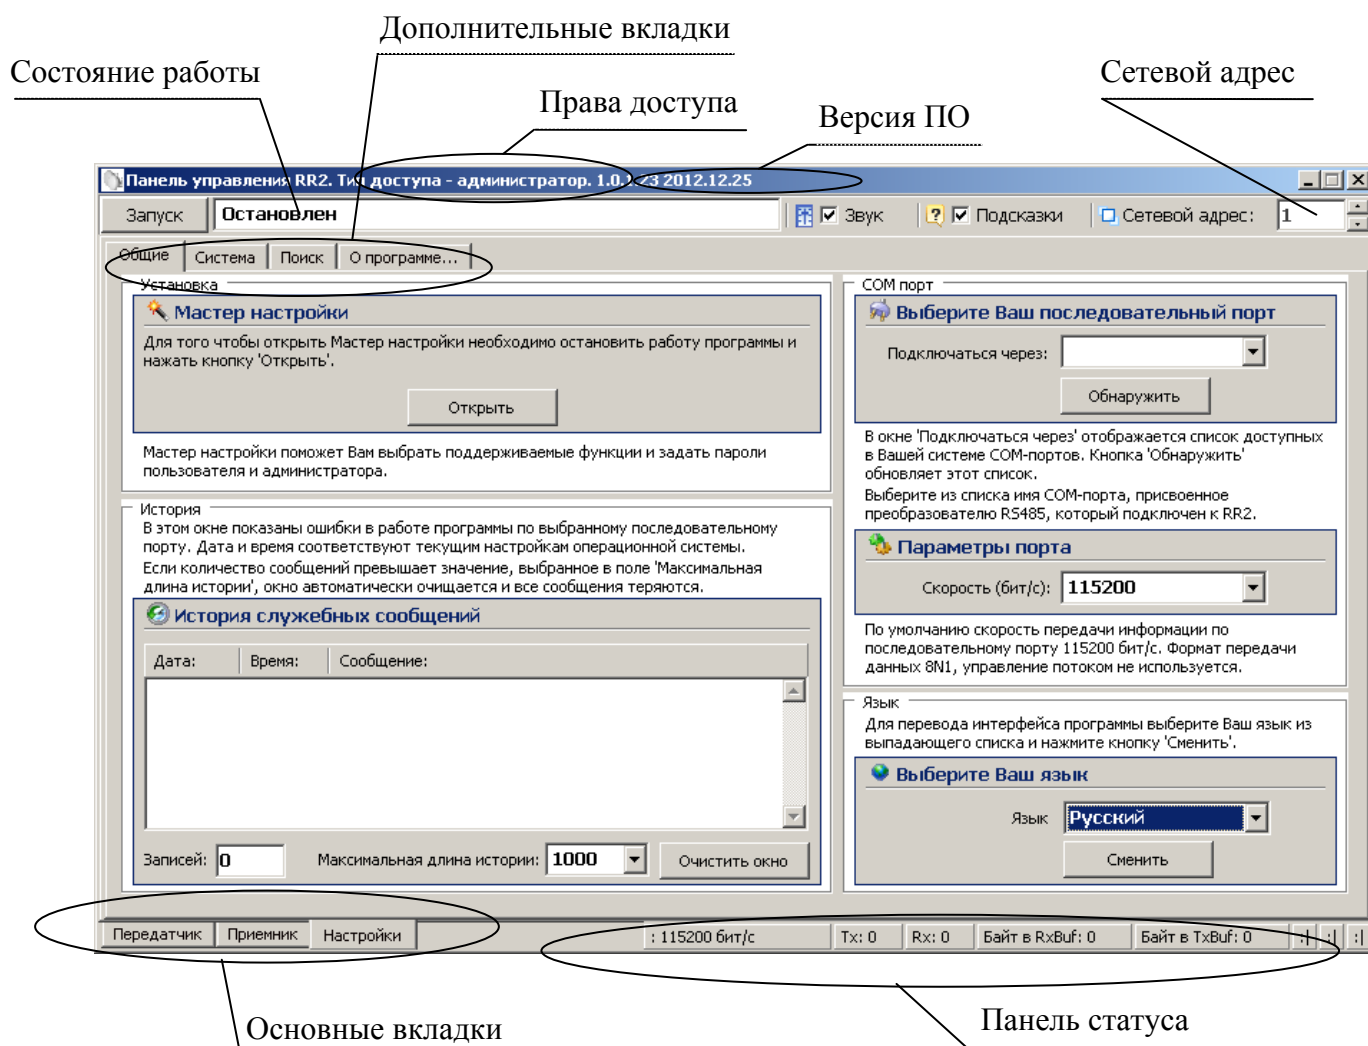 Дополнительные вкладки
Состояние работы
Сетевой адрес
Права доступа
Версия ПО
Панель управления RR2. Тип доступа - администратор. 1.0.1.23 2012.12.25
Запуск
Остановлен
Звук
Подсказки
Сетевой адрес:
1
Общие
Система
Поиск
О программе...
Установка
Мастер настройки
Для того чтобы открыть Мастер настройки необходимо остановить работу программы и
нажать кнопку 'Открыть'.
Открыть
Мастер настройки поможет Вам выбрать поддерживаемые функции и задать пароли
пользователя и администратора.
История
В этом окне показаны ошибки в работе программы по выбранному последовательному
порту. Дата и время соответствуют текущим настройкам операционной системы.
Если количество сообщений превышает значение, выбранное в поле 'Максимальная
длина истории', окно автоматически очищается и все сообщения теряются.
История служебных сообщений
Дата:
Время:
Сообщение:
Записей:
0
Максимальная длина истории:
1000
Очистить окно
COM порт
Выберите Ваш последовательный порт
Подключаться через:
Обнаружить
В окне 'Подключаться через' отображается список доступных
в Вашей системе COM-портов. Кнопка 'Обнаружить'
обновляет этот список.
Выберите из списка имя COM-порта, присвоенное
преобразователю RS485, который подключен к RR2.
Параметры порта
Скорость (бит/с):
115200
По умолчанию скорость передачи информации по
последовательному порту 115200 бит/с. Формат передачи
данных 8N1, управление потоком не используется.
Язык
Для перевода интерфейса программы выберите Ваш язык из
выпадающего списка и нажмите кнопку 'Сменить'.
Выберите Ваш язык
Язык
Русский
Сменить
Передатчик
Приемник
Настройки
: 115200 бит/с
Tx: 0
Rx: 0
Байт в RxBuf: 0
Байт в TxBuf: 0
:|
:|
:|
Основные вкладки
Панель статуса